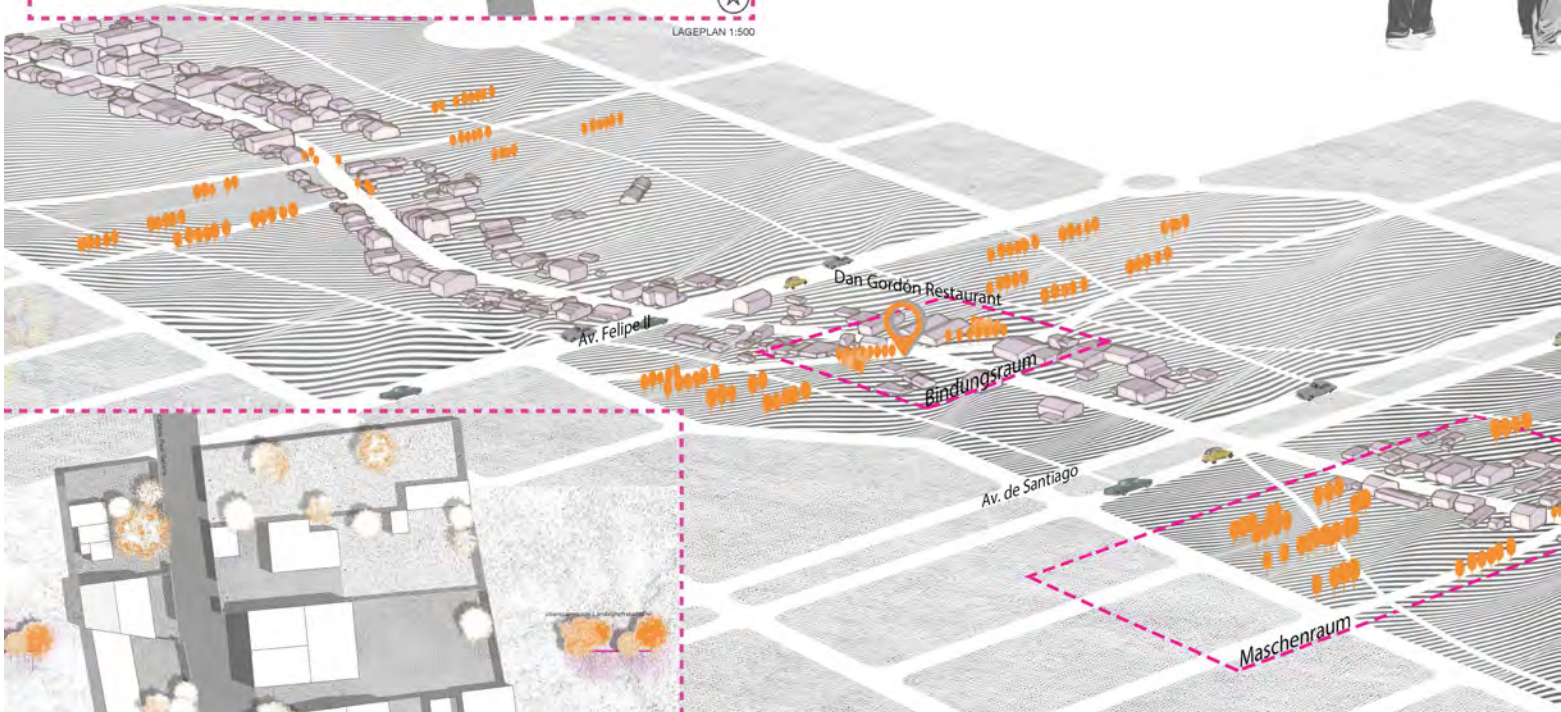 LAGEPLAN 1:500
Dan Gordón Restaurant
Av. Felipe II
Bindungsraum
Av. de Santiago
Maschenraum